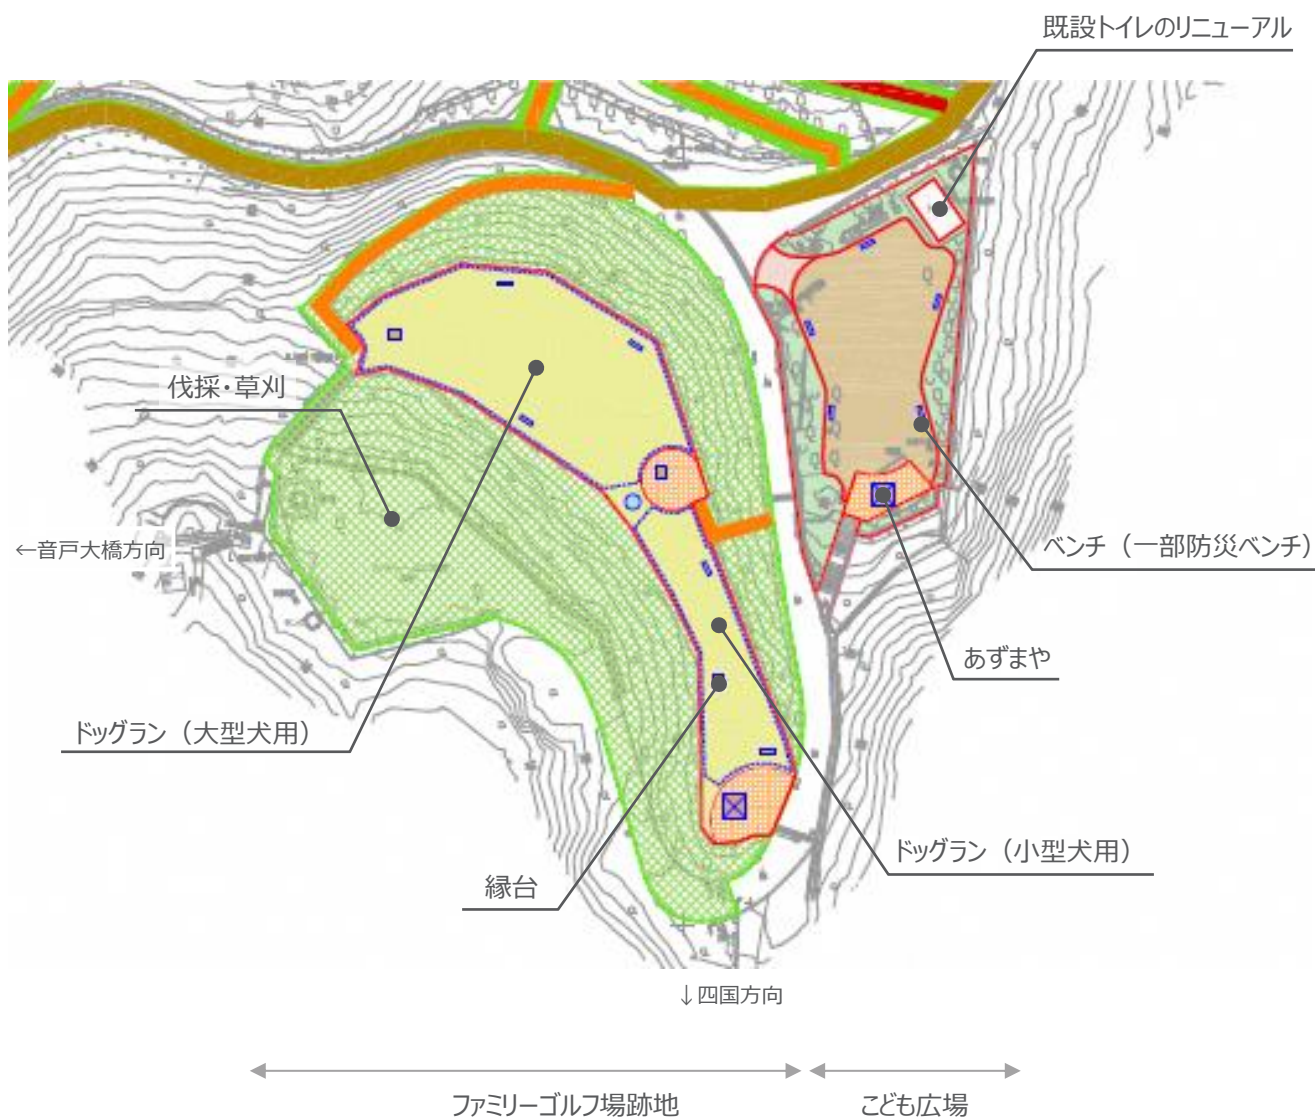 既設トイレのリニューアル
伐採・草刈
←音戸大橋方向
ベンチ（一部防災ベンチ）
あずまや
ドッグラン（大型犬用）
ドッグラン（小型犬用）
縁台
↓四国方向
ファミリーゴルフ場跡地
こども広場